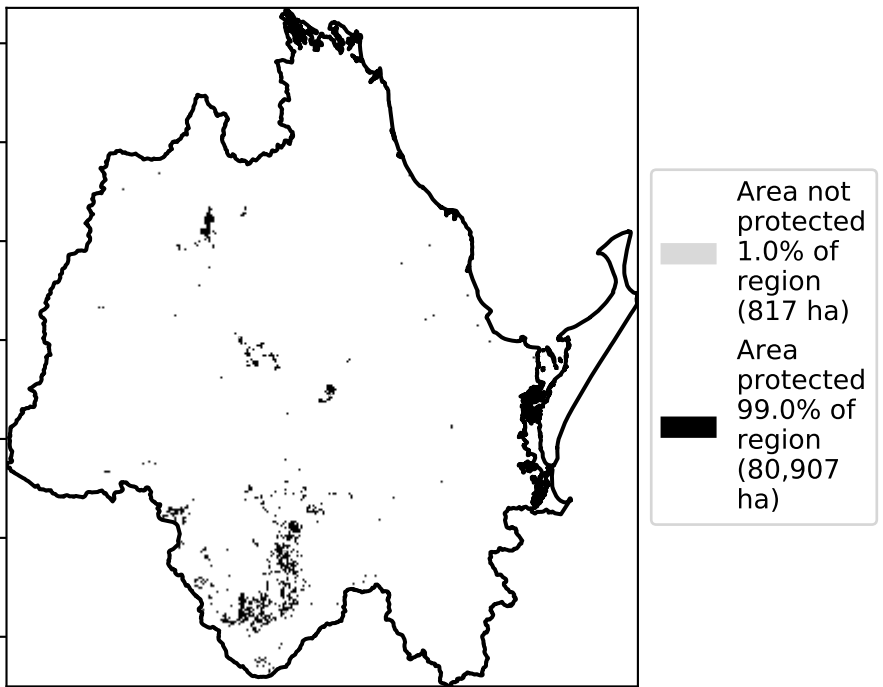 Area not
protected
1.0% of
region
(817 ha)
Area
protected
99.0% of
region
(80,907
ha)